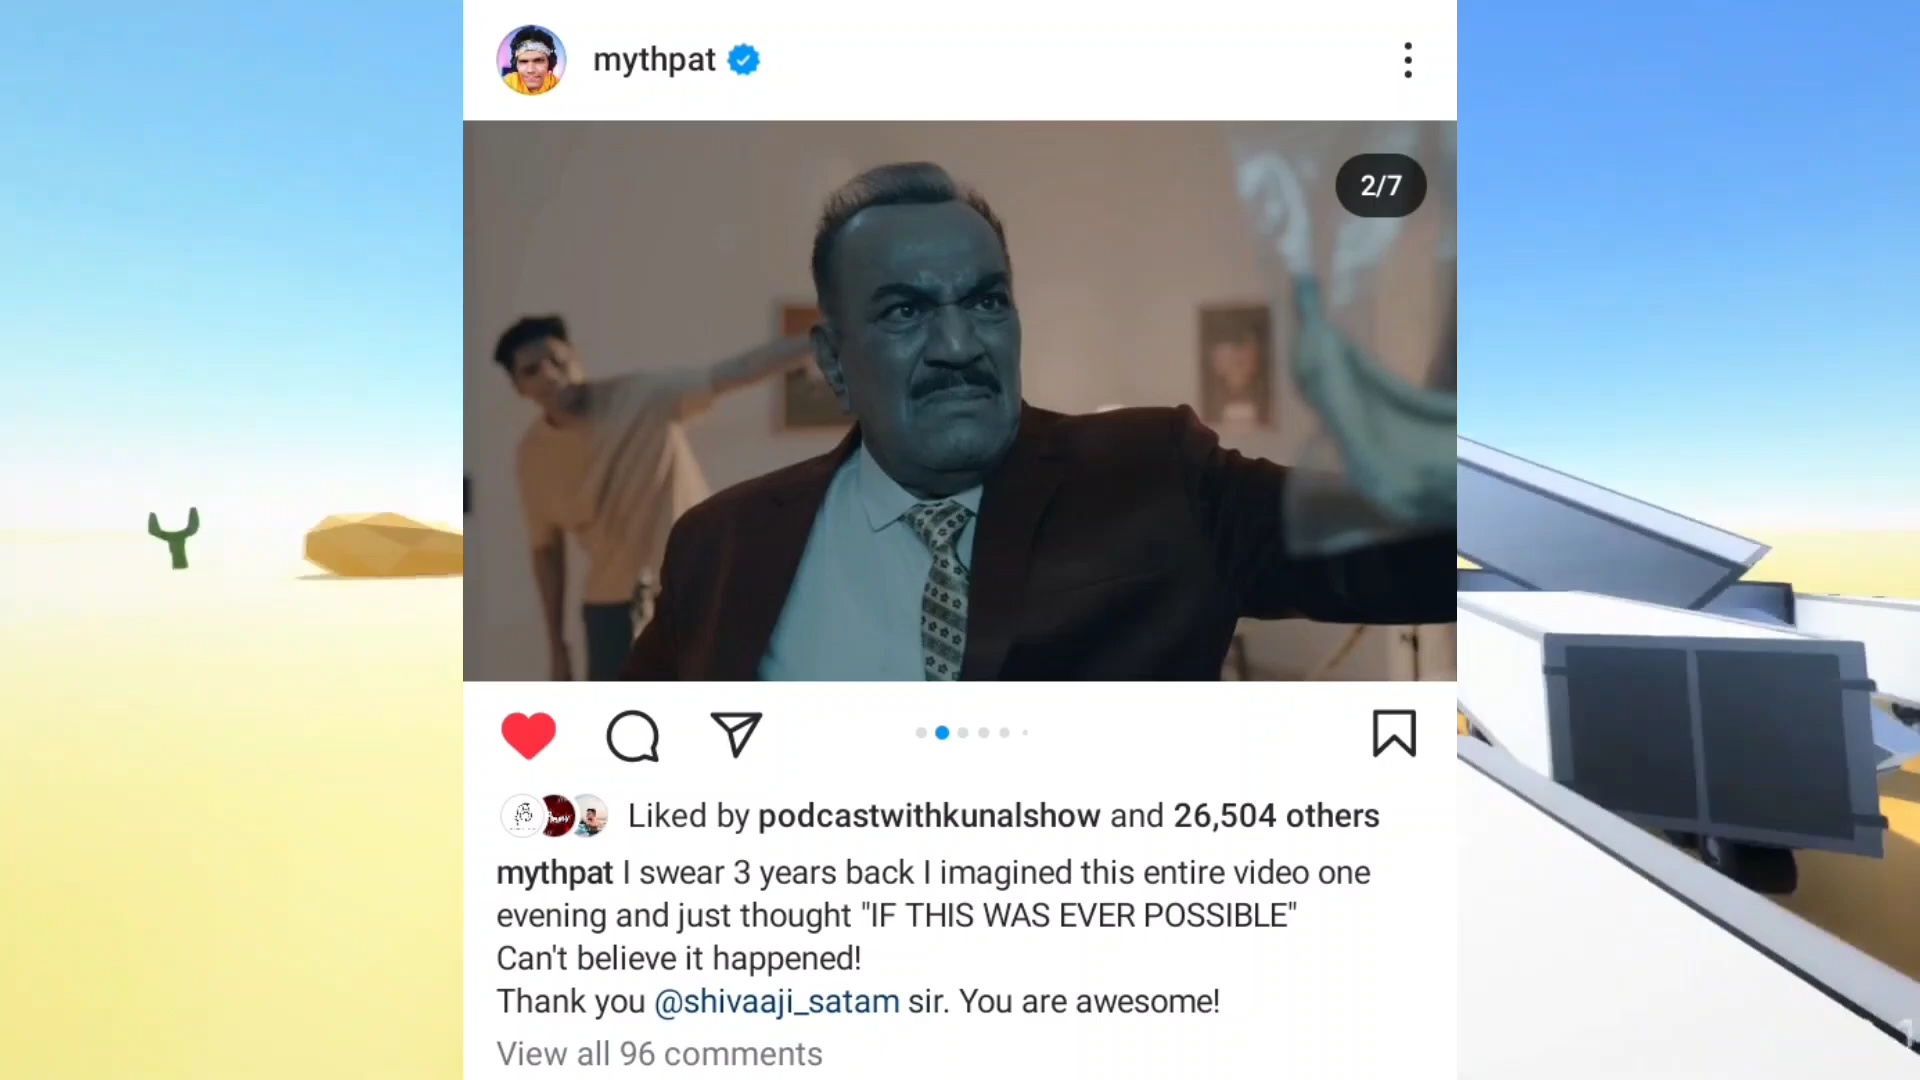 mythpat
2/7
Liked by podcastwithkunalshow and 26,504 others
mythpat I swear 3 years back I imagined this entire video one
evening and just thought "IF THIS WAS EVER POSSIBLE"
Can't believe it happened!
Thank you @shivaaji_satam sir. You are awesome!
View all 96 comments